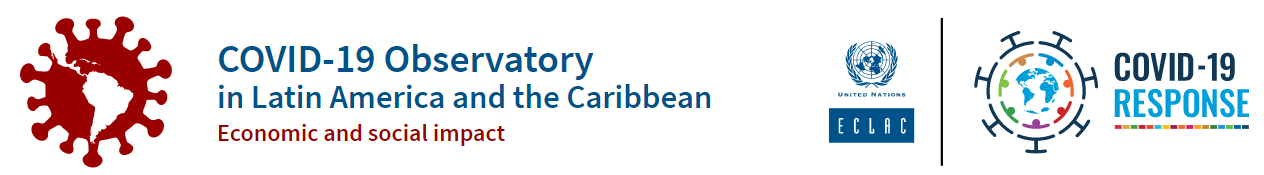 COVID-19 Observatory
in Latin America and the Caribbean
Economic and social impact
UNITED NATIONS
ECLAC
COVID-19
RESPONSE